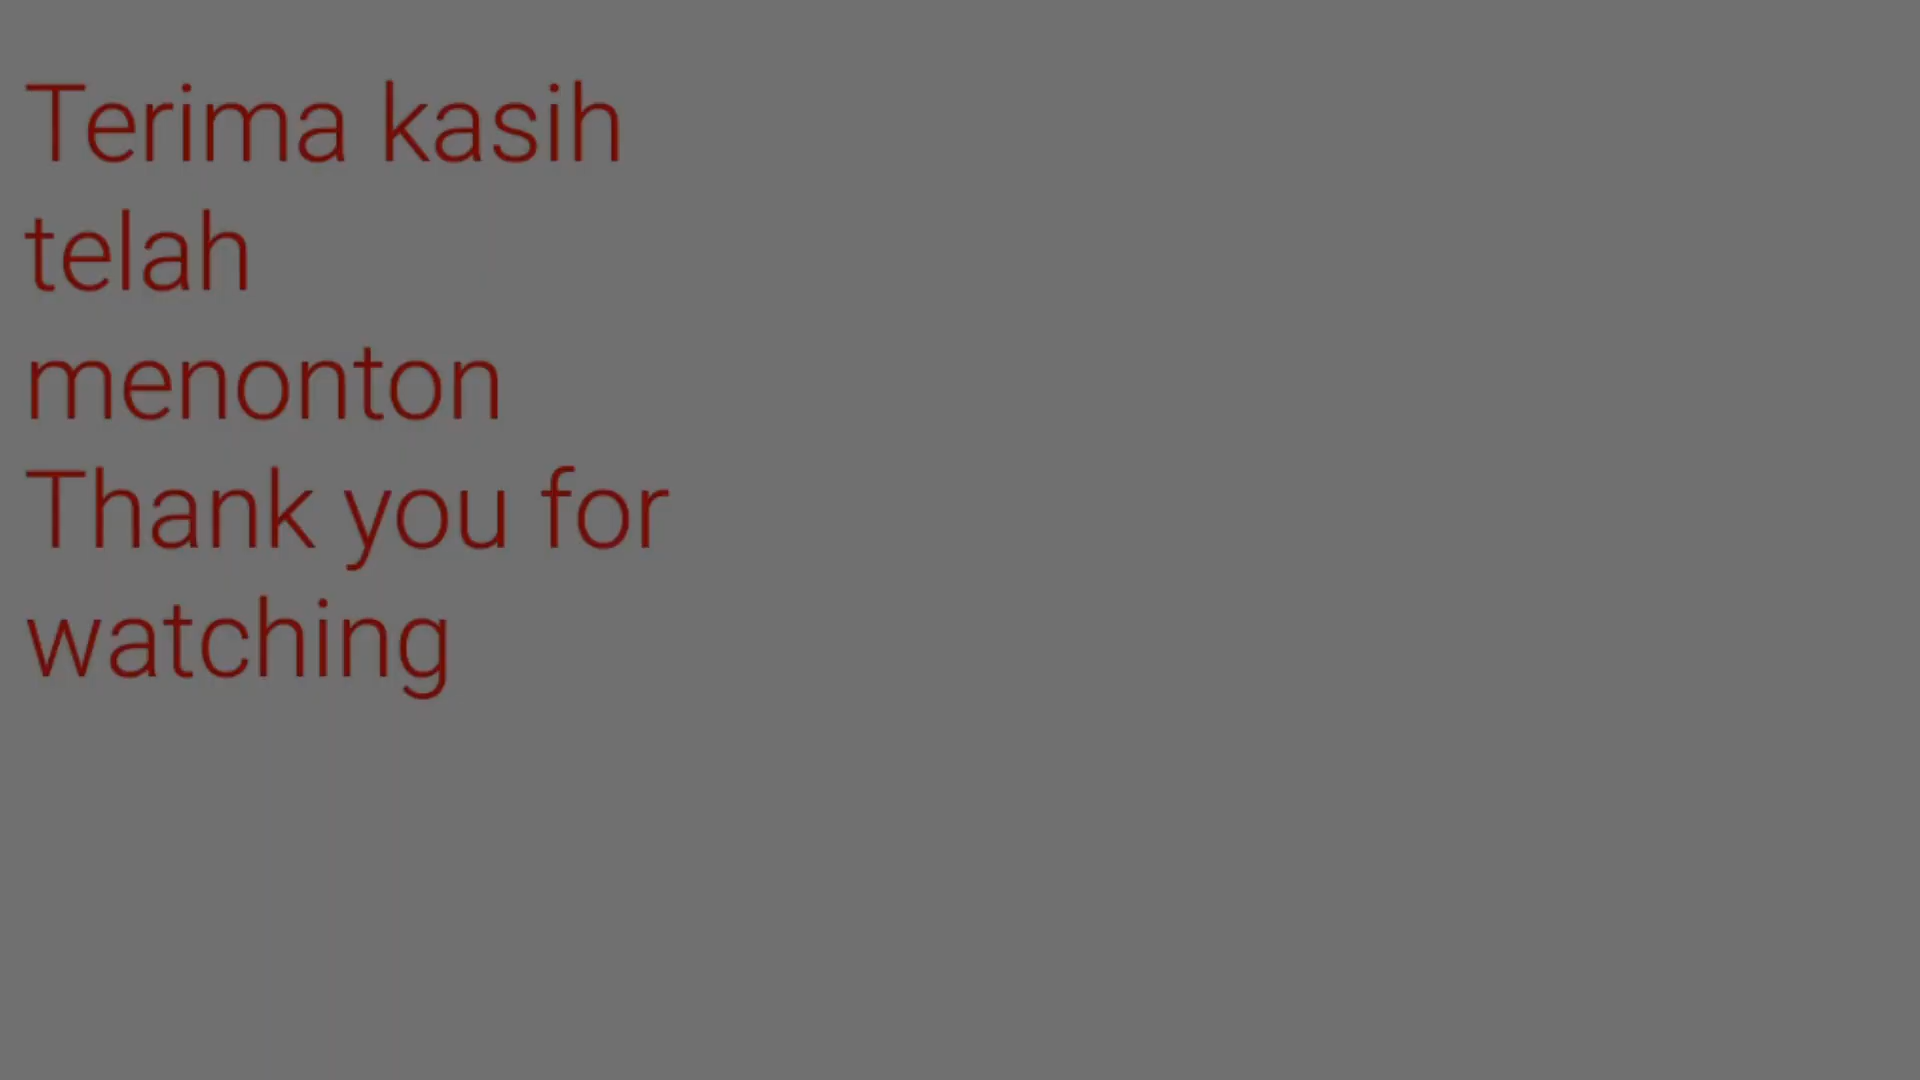 Terima kasih
telah
menonton
Thank you for
watching